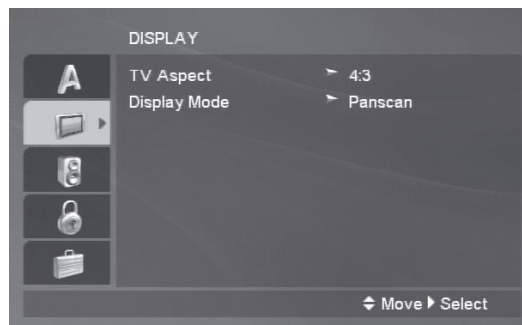 DISPLAY
TV Aspect 4:3
Display Mode Panscan
Move Select